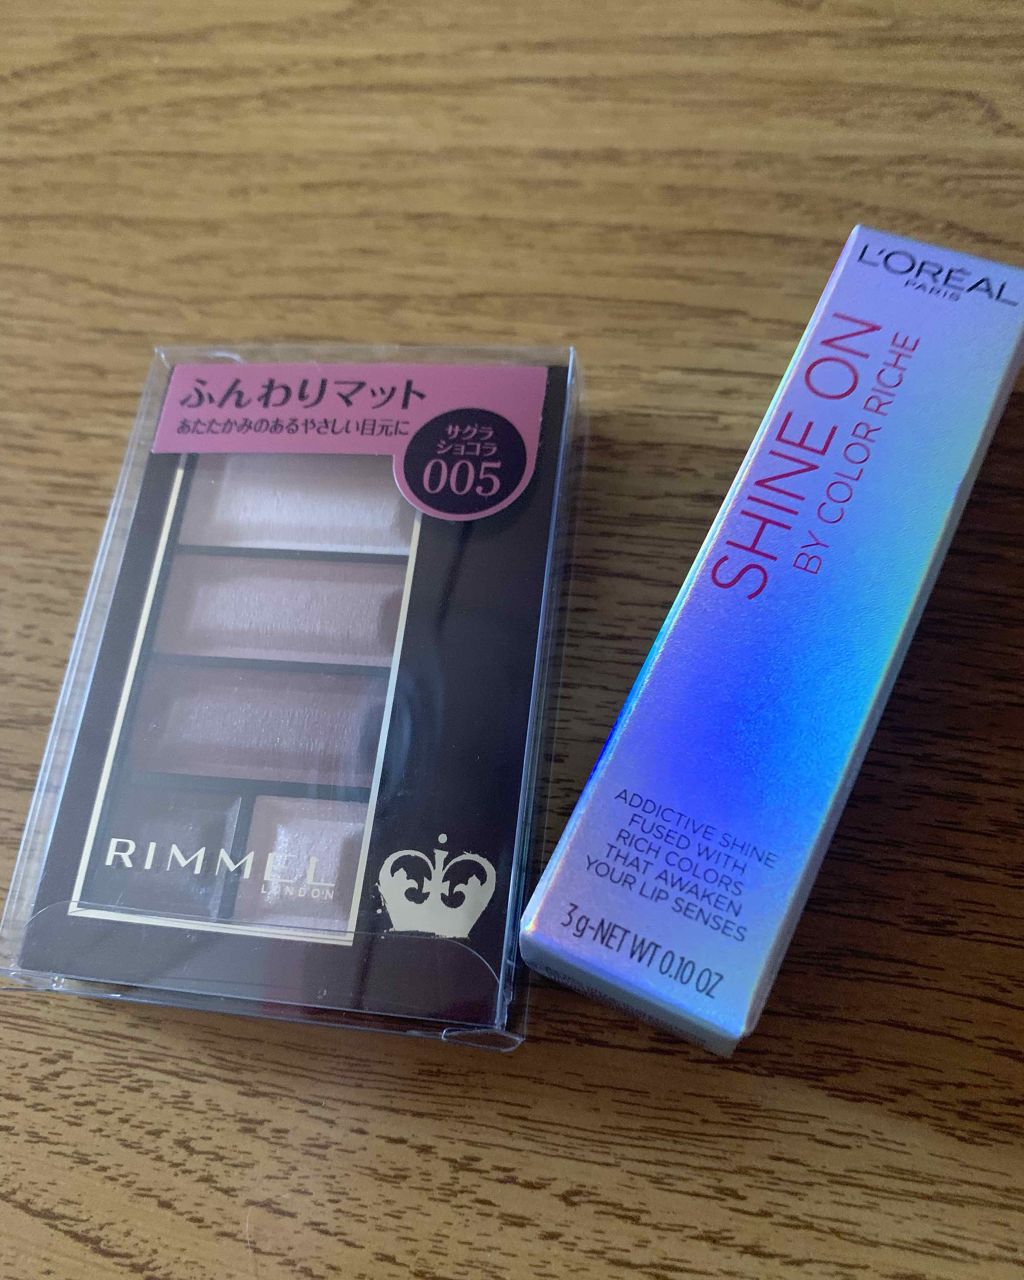 ふんわりマット
あたたかみのあるやさしい目元に
サグラ
ショコラ
005
RIMMEL
LONDON
L'ORÉAL
PARIS
SHINE ON
BY COLOR RICHE
ADDICTIVE SHINE
FUSED WITH
RICH COLORS
THAT AWAKEN
YOUR LIP SENSES
3 g-NET WT 0.10 OZ